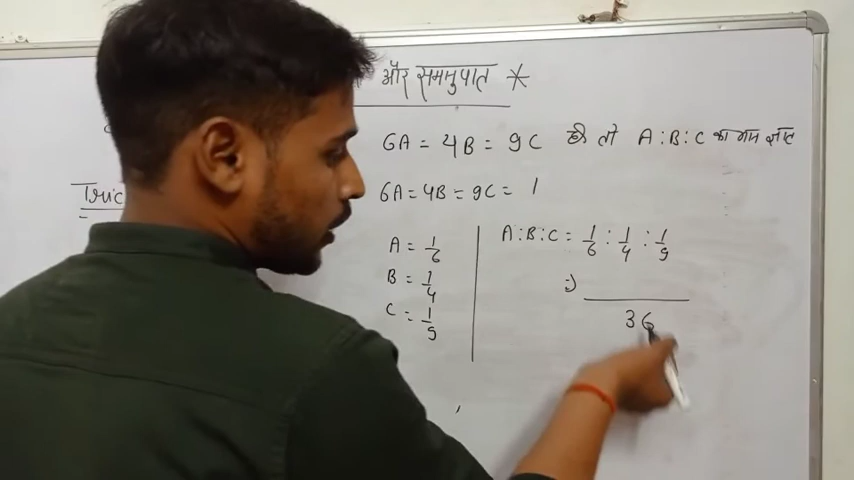 और समानुपात *
6A = 4B = 9C हो तो A:B:C का मान ज्ञात
6A = 4B = 9C = 1
Tric
A = 1/6
B = 1/4
C = 1/9
A:B:C = 1/6 : 1/4 : 1/9
⇒ 36